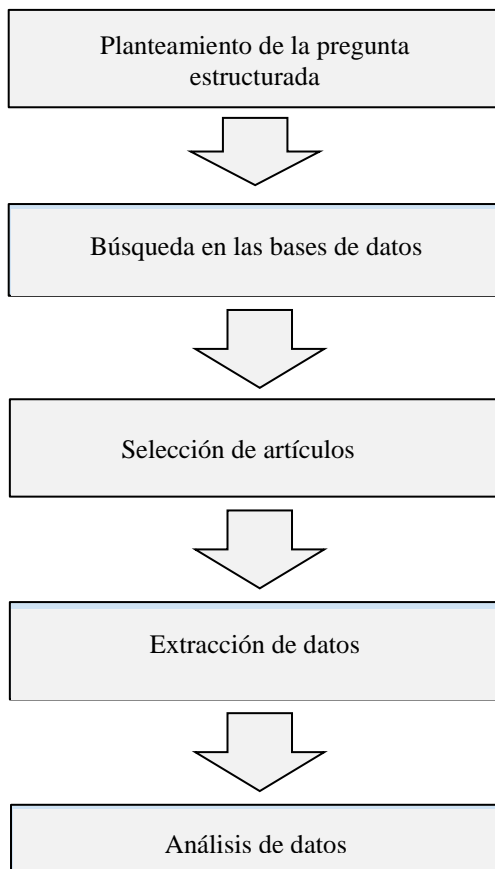 Planteamiento de la pregunta
estructurada
Búsqueda en las bases de datos
Selección de artículos
Extracción de datos
Análisis de datos